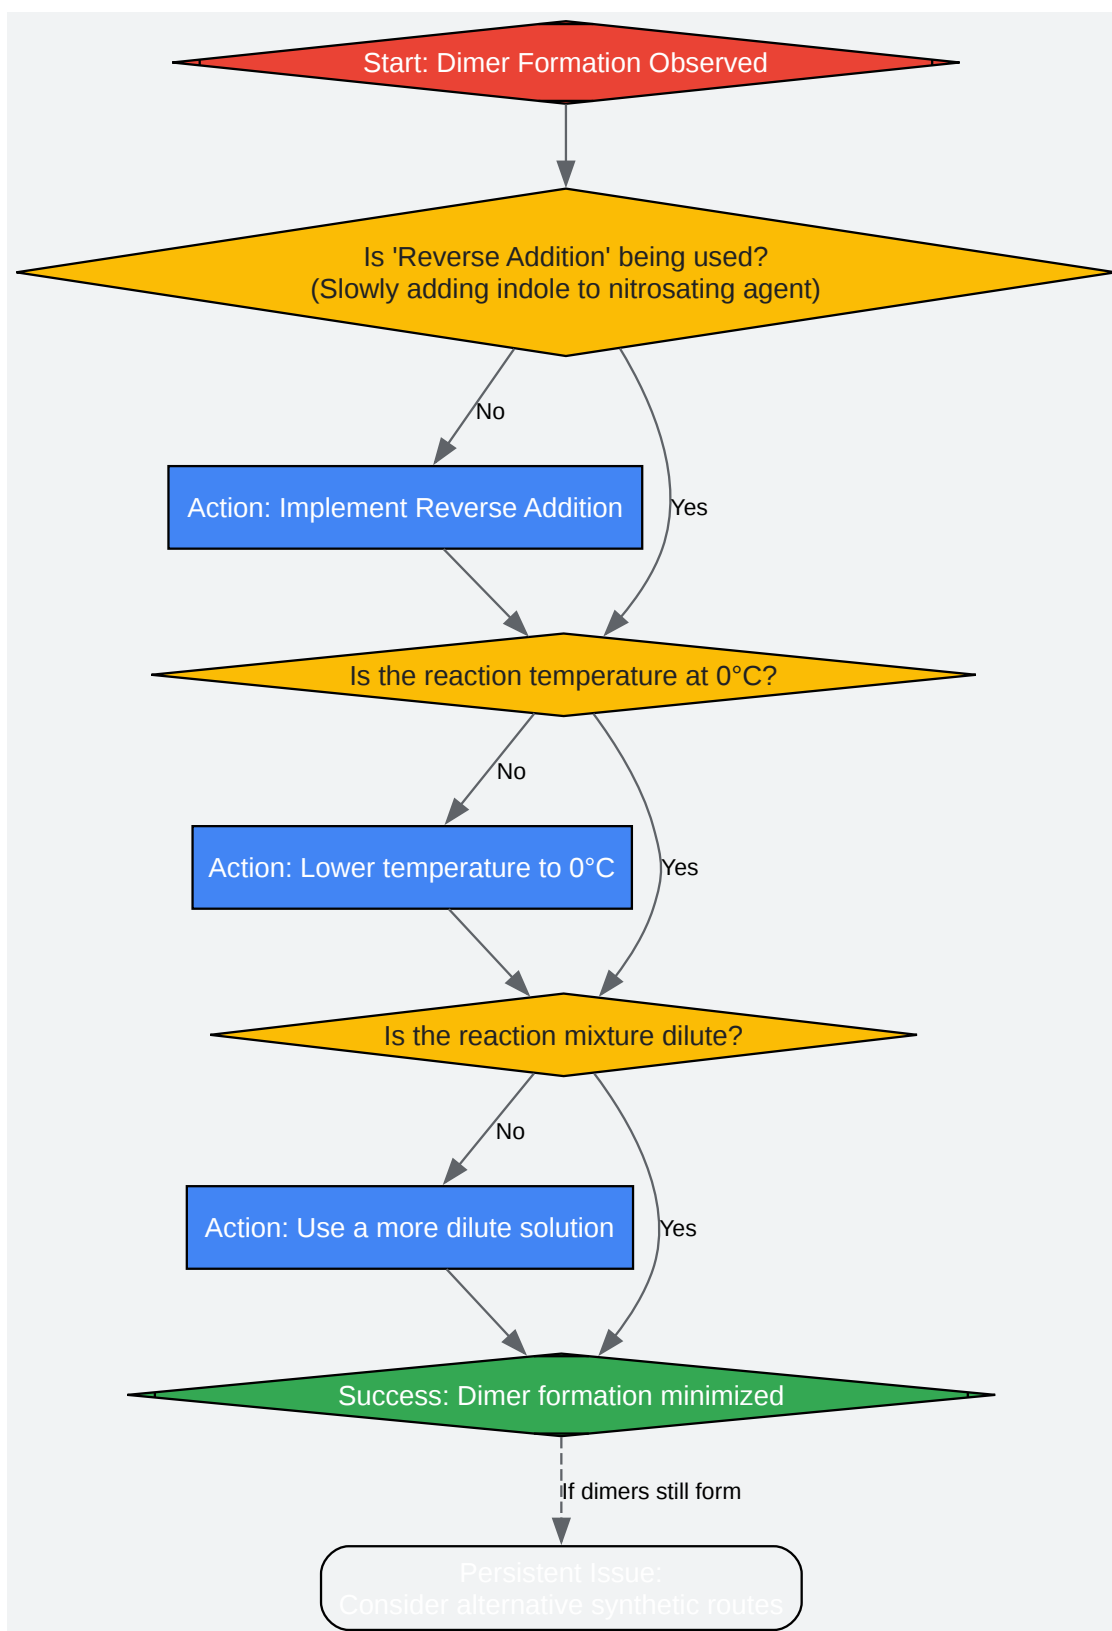 Start: Dimer Formation Observed
Is 'Reverse Addition' being used?
(Slowly adding indole to nitrosating agent)
No
Action: Implement Reverse Addition
Yes
Is the reaction temperature at 0°C?
No
Action: Lower temperature to 0°C
Yes
Is the reaction mixture dilute?
No
Action: Use a more dilute solution
Yes
Success: Dimer formation minimized
If dimers still form
Persistent Issue:
Consider alternative synthetic routes